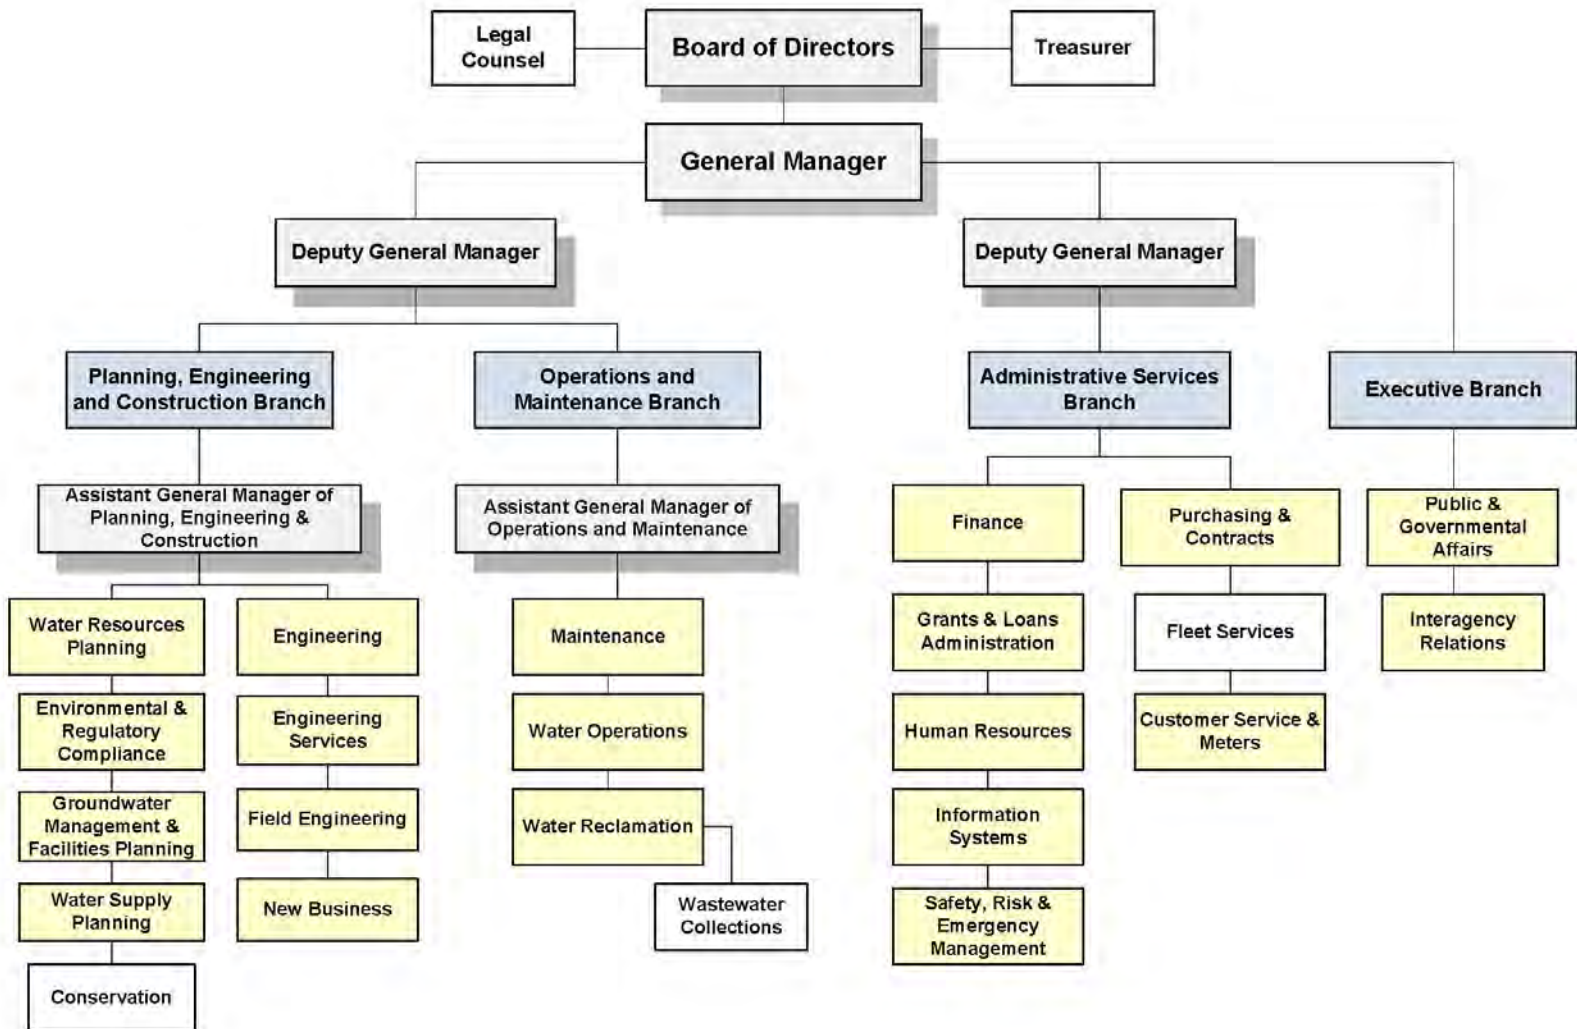 Legal
Counsel
Board of Directors
Treasurer
General Manager
Deputy General Manager
Deputy General Manager
Planning, Engineering
and Construction Branch
Operations and
Maintenance Branch
Administrative Services
Branch
Executive Branch
Assistant General Manager of
Planning, Engineering &
Construction
Assistant General Manager of
Operations and Maintenance
Finance
Purchasing &
Contracts
Public &
Governmental
Affairs
Water Resources
Planning
Engineering
Maintenance
Grants & Loans
Administration
Fleet Services
Interagency
Relations
Environmental &
Regulatory
Compliance
Engineering
Services
Water Operations
Human Resources
Customer Service &
Meters
Groundwater
Management &
Facilities Planning
Field Engineering
Water Reclamation
Information
Systems
Water Supply
Planning
New Business
Wastewater
Collections
Safety, Risk &
Emergency
Management
Conservation